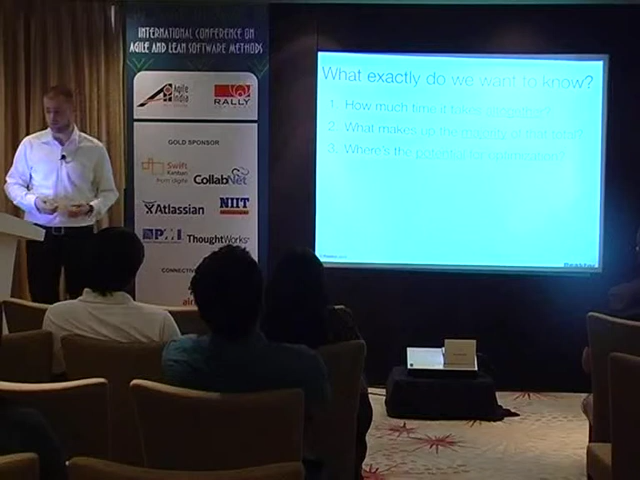 INTERNATIONAL CONFERENCE ON
AGILE AND LEAN SOFTWARE METHODS
Agile
India
RALLY
GOLD SPONSOR
Swift
Kanban
CollabNet
Atlassian
NIIT
PMI
ThoughtWorks
What exactly do we want to know?
1. How much time it takes altogether?
2. What makes up the majority of that total?
3. Where's the potential for optimization?
Reaktor